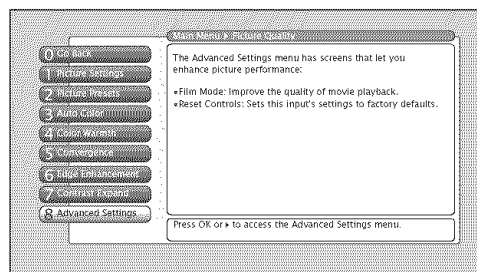 Main Menu ▸ Picture Quality
0 Go Back
1 Picture Settings
2 Picture Presets
3 Auto Color
4 Color Warmth
5 Convergence
6 Edge Enhancement
7 Contrast Expand
8 Advanced Settings
The Advanced Settings menu has screens that let you
enhance picture performance:
•Film Mode: Improve the quality of movie playback.
•Reset Controls: Sets this input's settings to factory defaults.
Press OK or ▸ to access the Advanced Settings menu.